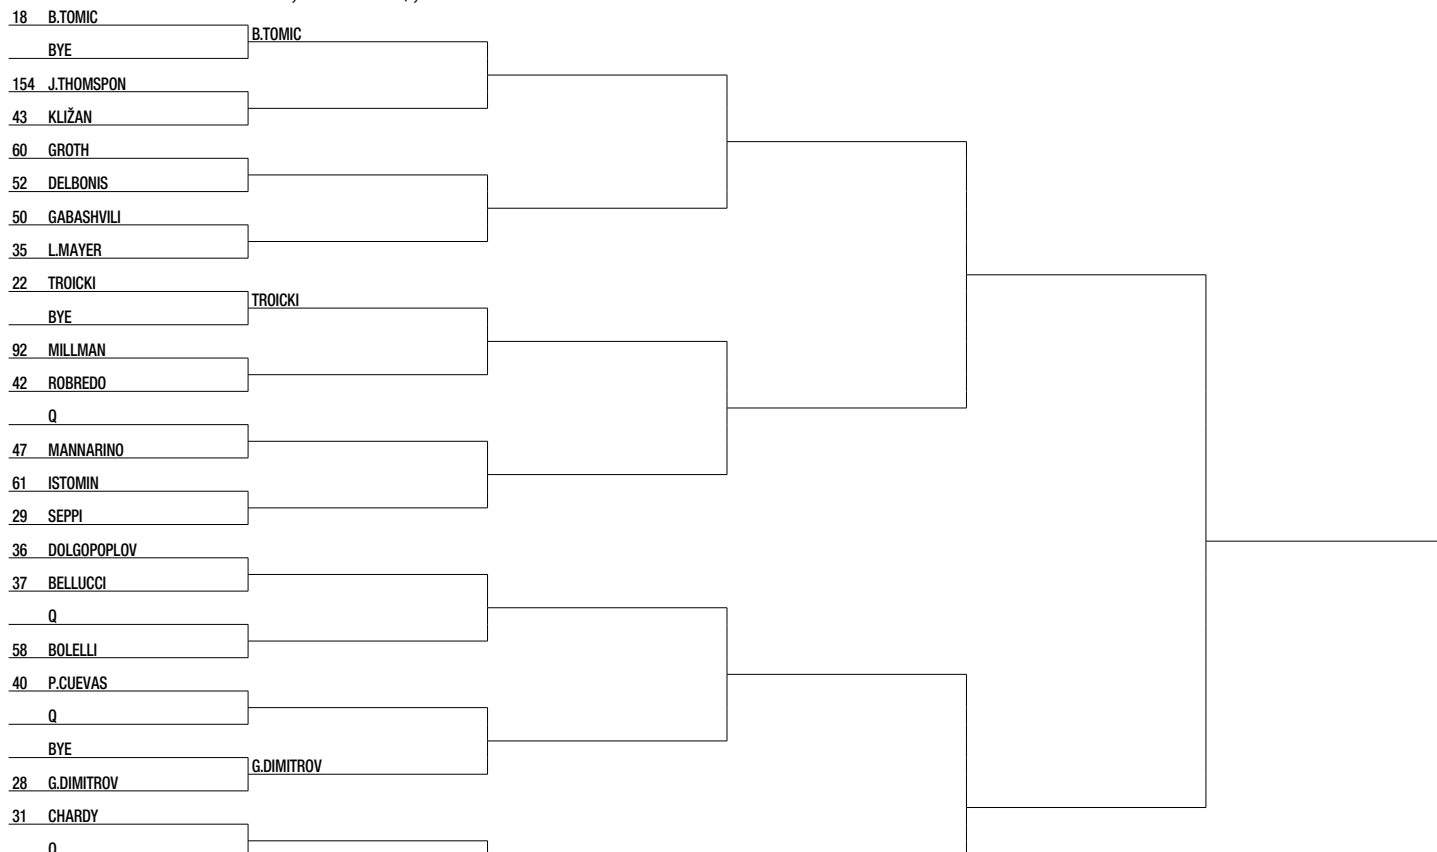 18 B.TOMIC
B.TOMIC
BYE
154 J.THOMSPON
43 KLIŽAN
60 GROTH
52 DELBONIS
50 GABASHVILI
35 L.MAYER
22 TROICKI
TROICKI
BYE
92 MILLMAN
42 ROBREDO
Q
47 MANNARINO
61 ISTOMIN
29 SEPPI
36 DOLGOPOPLOV
37 BELLUCCI
Q
58 BOLELLI
40 P.CUEVAS
Q
BYE
G.DIMITROV
28 G.DIMITROV
31 CHARDY